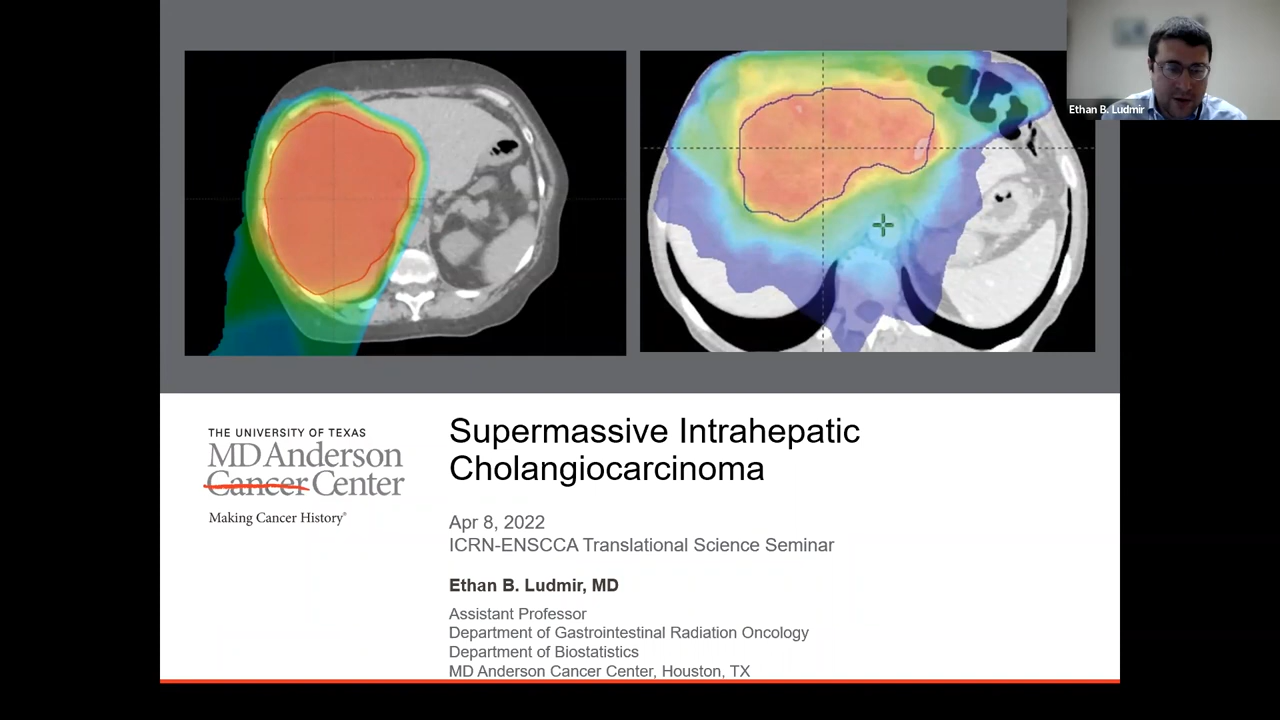 Ethan B. Ludmir
THE UNIVERSITY OF TEXAS
MD Anderson
Cancer Center
Making Cancer History®
Supermassive Intrahepatic
Cholangiocarcinoma
Apr 8, 2022
ICRN-ENSCCA Translational Science Seminar
Ethan B. Ludmir, MD
Assistant Professor
Department of Gastrointestinal Radiation Oncology
Department of Biostatistics
MD Anderson Cancer Center, Houston, TX